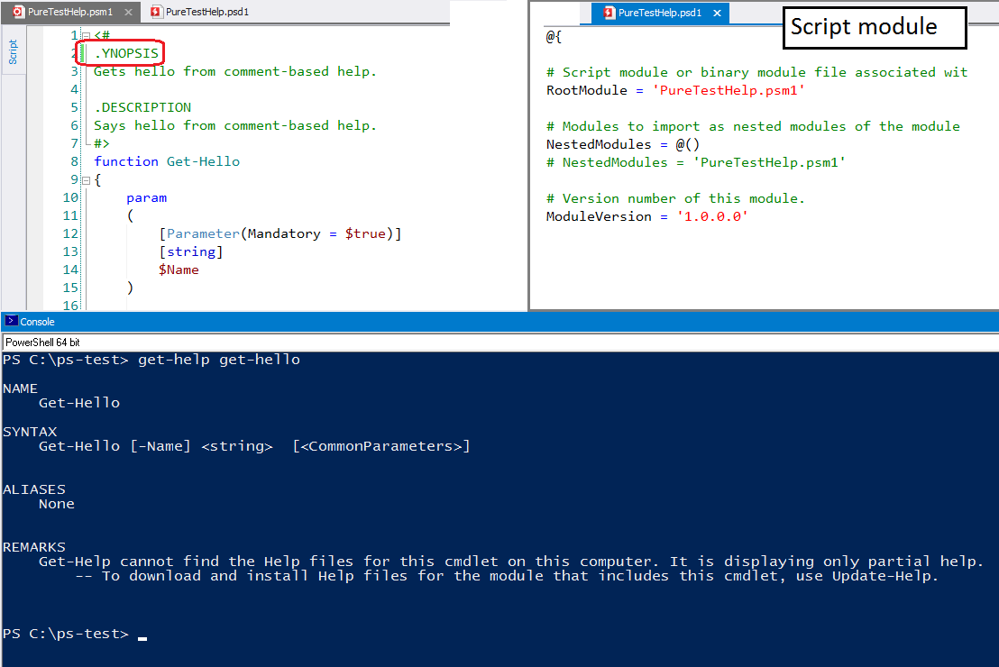 PureTestHelp.psm1 PureTestHelp.psd1
Script
1 <#
2 .YNOPSIS
3 Gets hello from comment-based help.
4
5 .DESCRIPTION
6 Says hello from comment-based help.
7 #>
8 function Get-Hello
9 {
10 param
11 (
12 [Parameter(Mandatory = $true)]
13 [string]
14 $Name
15 )
16
PureTestHelp.psd1
Script module
@{
# Script module or binary module file associated wit
RootModule = 'PureTestHelp.psm1'
# Modules to import as nested modules of the module
NestedModules = @()
# NestedModules = 'PureTestHelp.psm1'
# Version number of this module.
ModuleVersion = '1.0.0.0'
Console
PowerShell 64 bit
PS C:\ps-test> get-help get-hello
NAME
Get-Hello
SYNTAX
Get-Hello [-Name] <string> [<CommonParameters>]
ALIASES
None
REMARKS
Get-Help cannot find the Help files for this cmdlet on this computer. It is displaying only partial help.
-- To download and install Help files for the module that includes this cmdlet, use Update-Help.
PS C:\ps-test> _